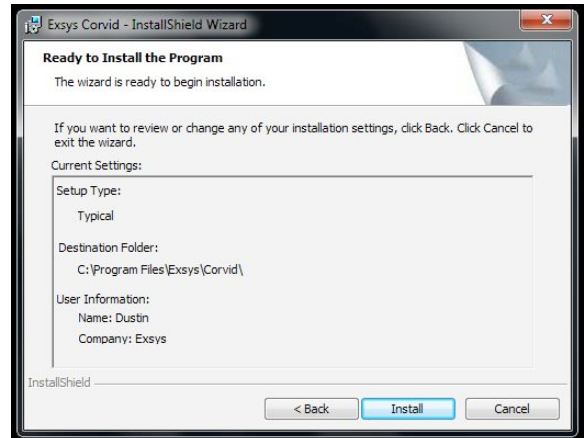 Exsys Corvid - InstallShield Wizard
Ready to Install the Program
The wizard is ready to begin installation.
If you want to review or change any of your installation settings, click Back. Click Cancel to
exit the wizard.
Current Settings:
Setup Type:
Typical
Destination Folder:
C:\Program Files\Exsys\Corvid\
User Information:
Name: Dustin
Company: Exsys
InstallShield
< Back
Install
Cancel